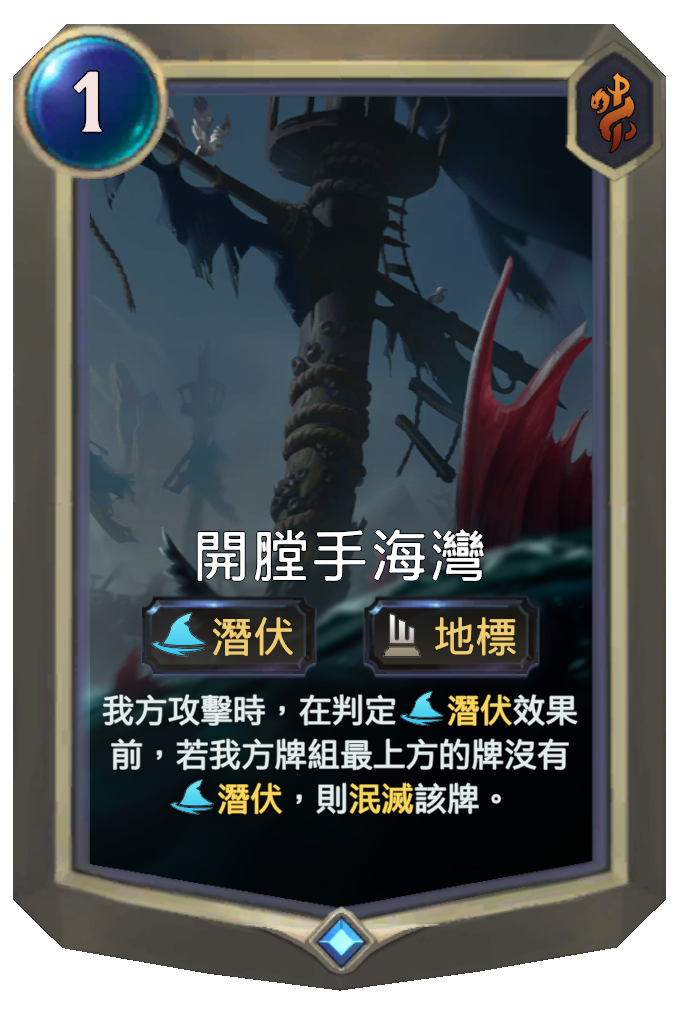 1
開膛手海灣
潛伏
地標
我方攻擊時，在判定潛伏效果
前，若我方牌組最上方的牌沒有
潛伏，則泯滅該牌。